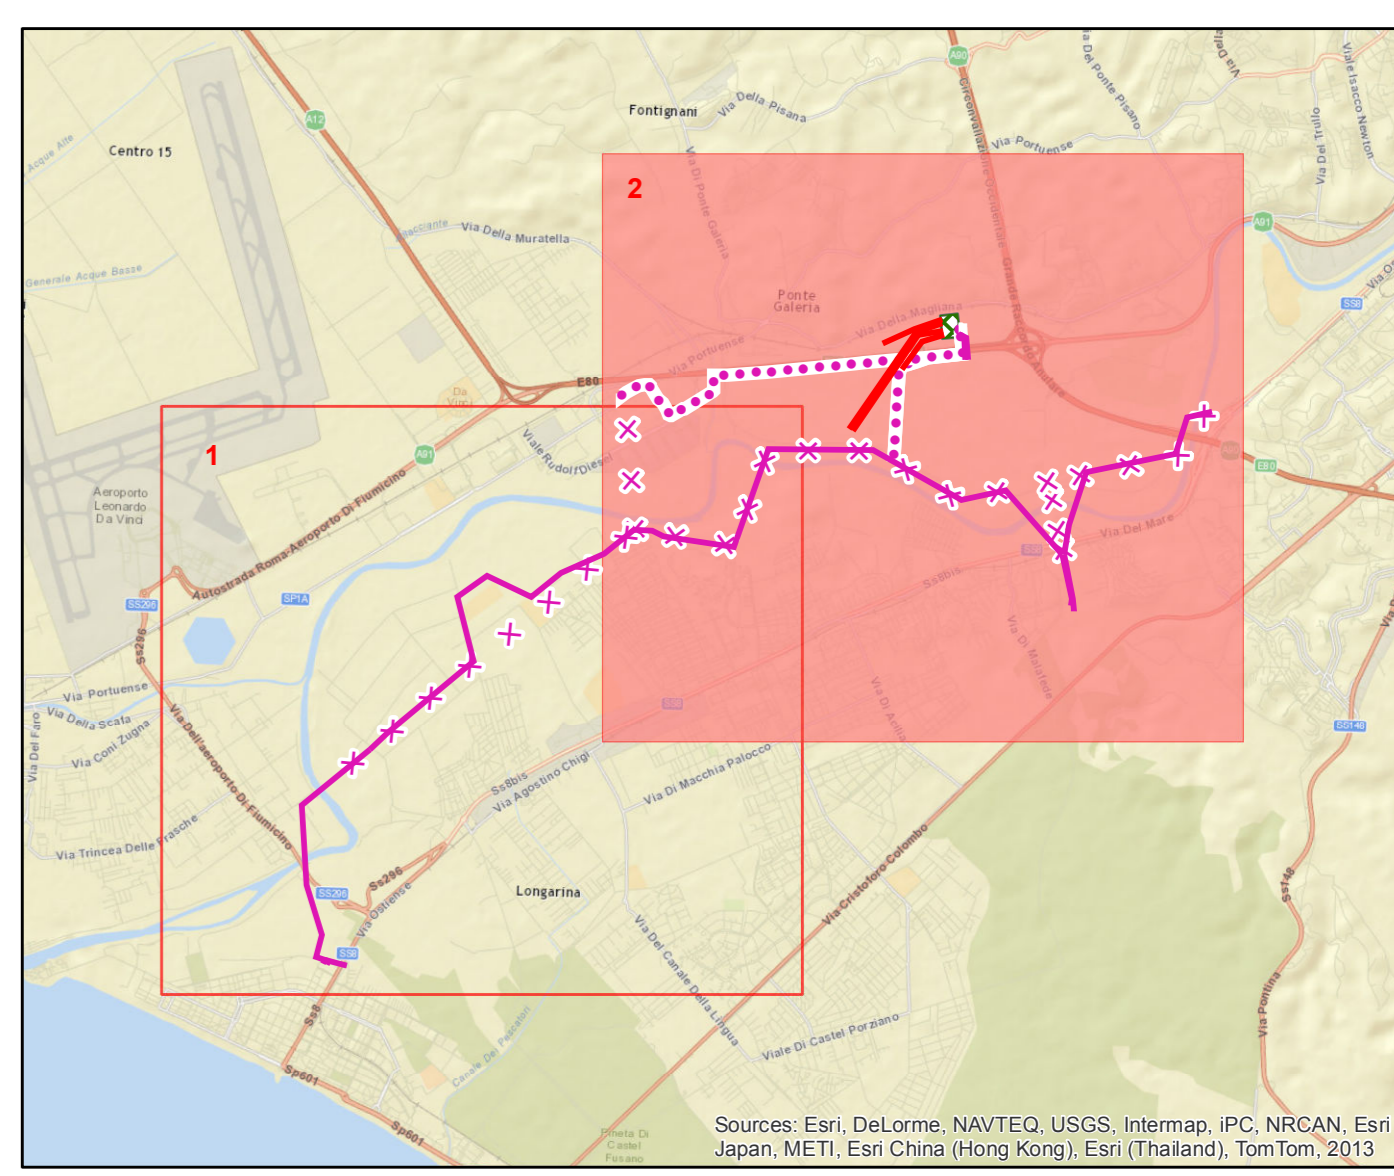 A90
Via Del Ponte Pisano
Viale Isacco Newton
Via Della Pisana
Fontignani
A12
Via Del Trullo
Circonvallazione Occidentale
Via Portuense
Centro 15
Acque Alte
2
Via Di Ponte Galeria
A91
Via Della Muratella
Generale Acque Basse
Grande Raccordo Anulare
Ponte
Galeria
SS8
Via Della Magliana
Via Portuense
E80
Da
Vinci
1
Viale Rudolf Diesel
A91
E80
Aeroporto
Leonardo
Da Vinci
Autostrada Roma-Aeroporto Di Fiumicino
Via Del Mare
SS8
Ss8bis
SS296
SP1A
SS296
Via Di Malafede
Via Portuense
Via Della Scafa
Via Coni Zugna
Via Del Faro
Via Dell'aeroporto Di Fiumicino
SS8
Via Di Acilia
SS148
Ss8bis
Via Agostino Chigi
Via Di Macchia Palocco
Via Trincea Delle Frasche
Via Cristoforo Colombo
SS296
Ss296
Longarina
Ss148
Via Ostiense
SS8
Via Del Canale Della Lingua
Ss8
Via Pontina
Viale Di Castel Porziano
Canale Dei Pescatori
Sp601
Sp601
Pineta Di
Castel
Fusano
Sources: Esri, DeLorme, NAVTEQ, USGS, Intermap, iPC, NRCAN, Esri
Japan, METI, Esri China (Hong Kong), Esri (Thailand), TomTom, 2013